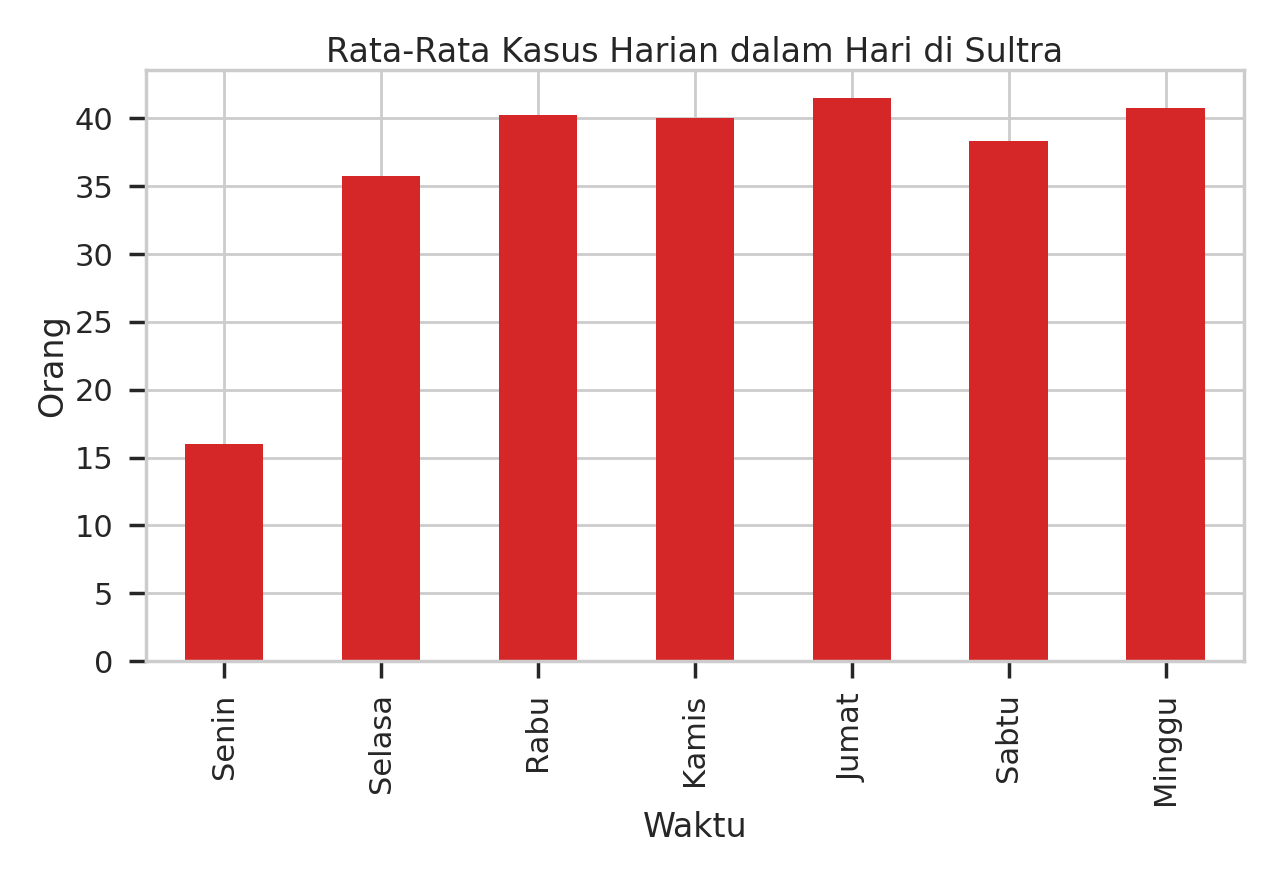 Rata-Rata Kasus Harian dalam Hari di Sultra
Orang
40
35
30
25
20
15
10
5
0
Senin
Selasa
Rabu
Kamis
Jumat
Sabtu
Minggu
Waktu